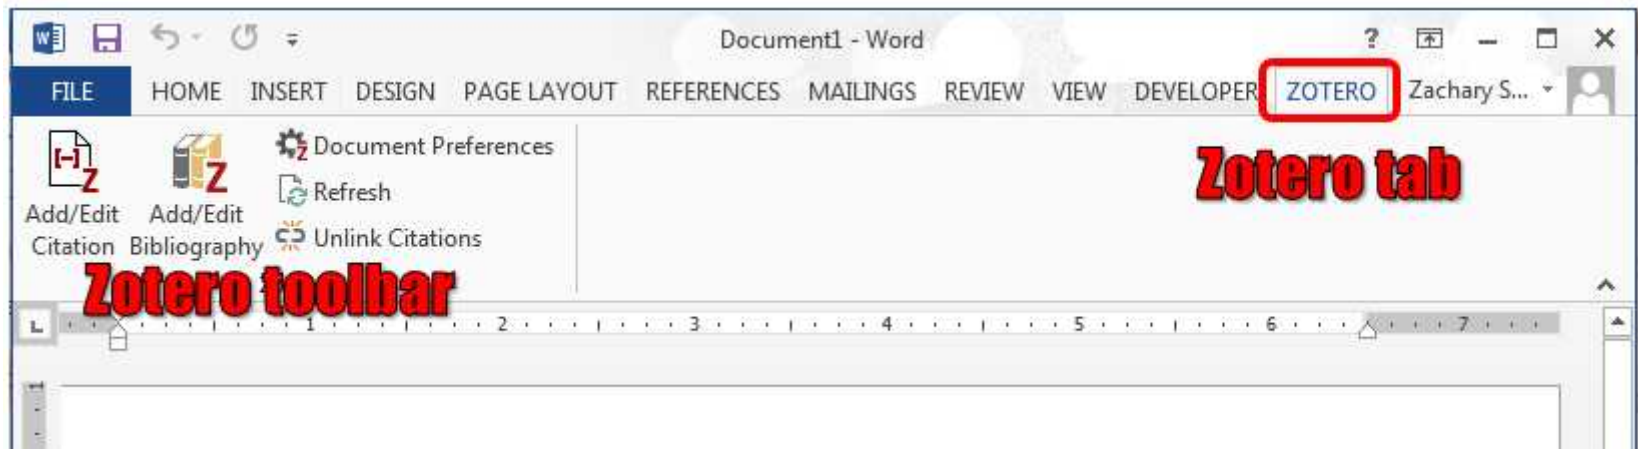 Document1 - Word
?
FILE HOME INSERT DESIGN PAGE LAYOUT REFERENCES MAILINGS REVIEW VIEW DEVELOPER ZOTERO Zachary S...
Zotero tab
Add/Edit Citation
Add/Edit Bibliography
Document Preferences
Refresh
Unlink Citations
Zotero toolbar
1 2 3 4 5 6 7
1